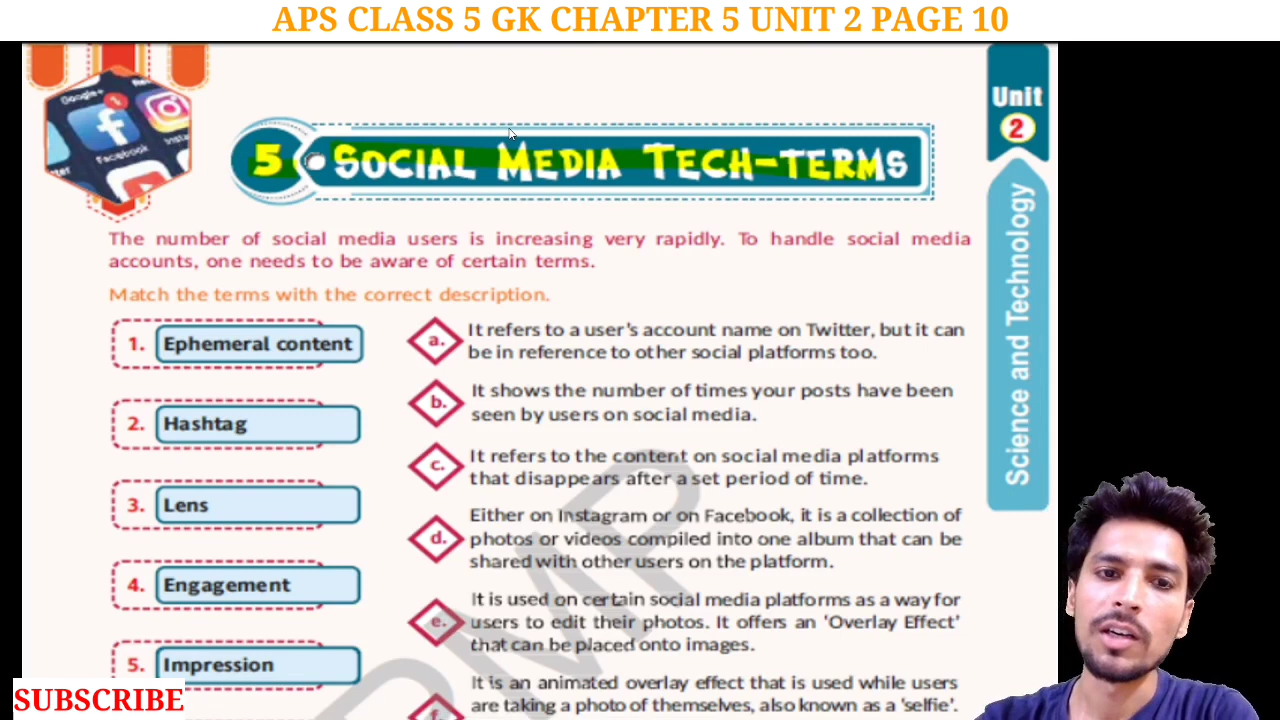 APS CLASS 5 GK CHAPTER 5 UNIT 2 PAGE 10
Google+
Facebook
Unit
2
5 SOCIAL MEDIA TECH-TERMS
Science and Technology
The number of social media users is increasing very rapidly. To handle social media
accounts, one needs to be aware of certain terms.
Match the terms with the correct description.
1. Ephemeral content
2. Hashtag
3. Lens
4. Engagement
5. Impression
a. It refers to a user's account name on Twitter, but it can
be in reference to other social platforms too.
b. It shows the number of times your posts have been
seen by users on social media.
c. It refers to the content on social media platforms
that disappears after a set period of time.
d. Either on Instagram or on Facebook, it is a collection of
photos or videos compiled into one album that can be
shared with other users on the platform.
e. It is used on certain social media platforms as a way for
users to edit their photos. It offers an 'Overlay Effect'
that can be placed onto images.
f. It is an animated overlay effect that is used while users
are taking a photo of themselves, also known as a 'selfie'.
SUBSCRIBE